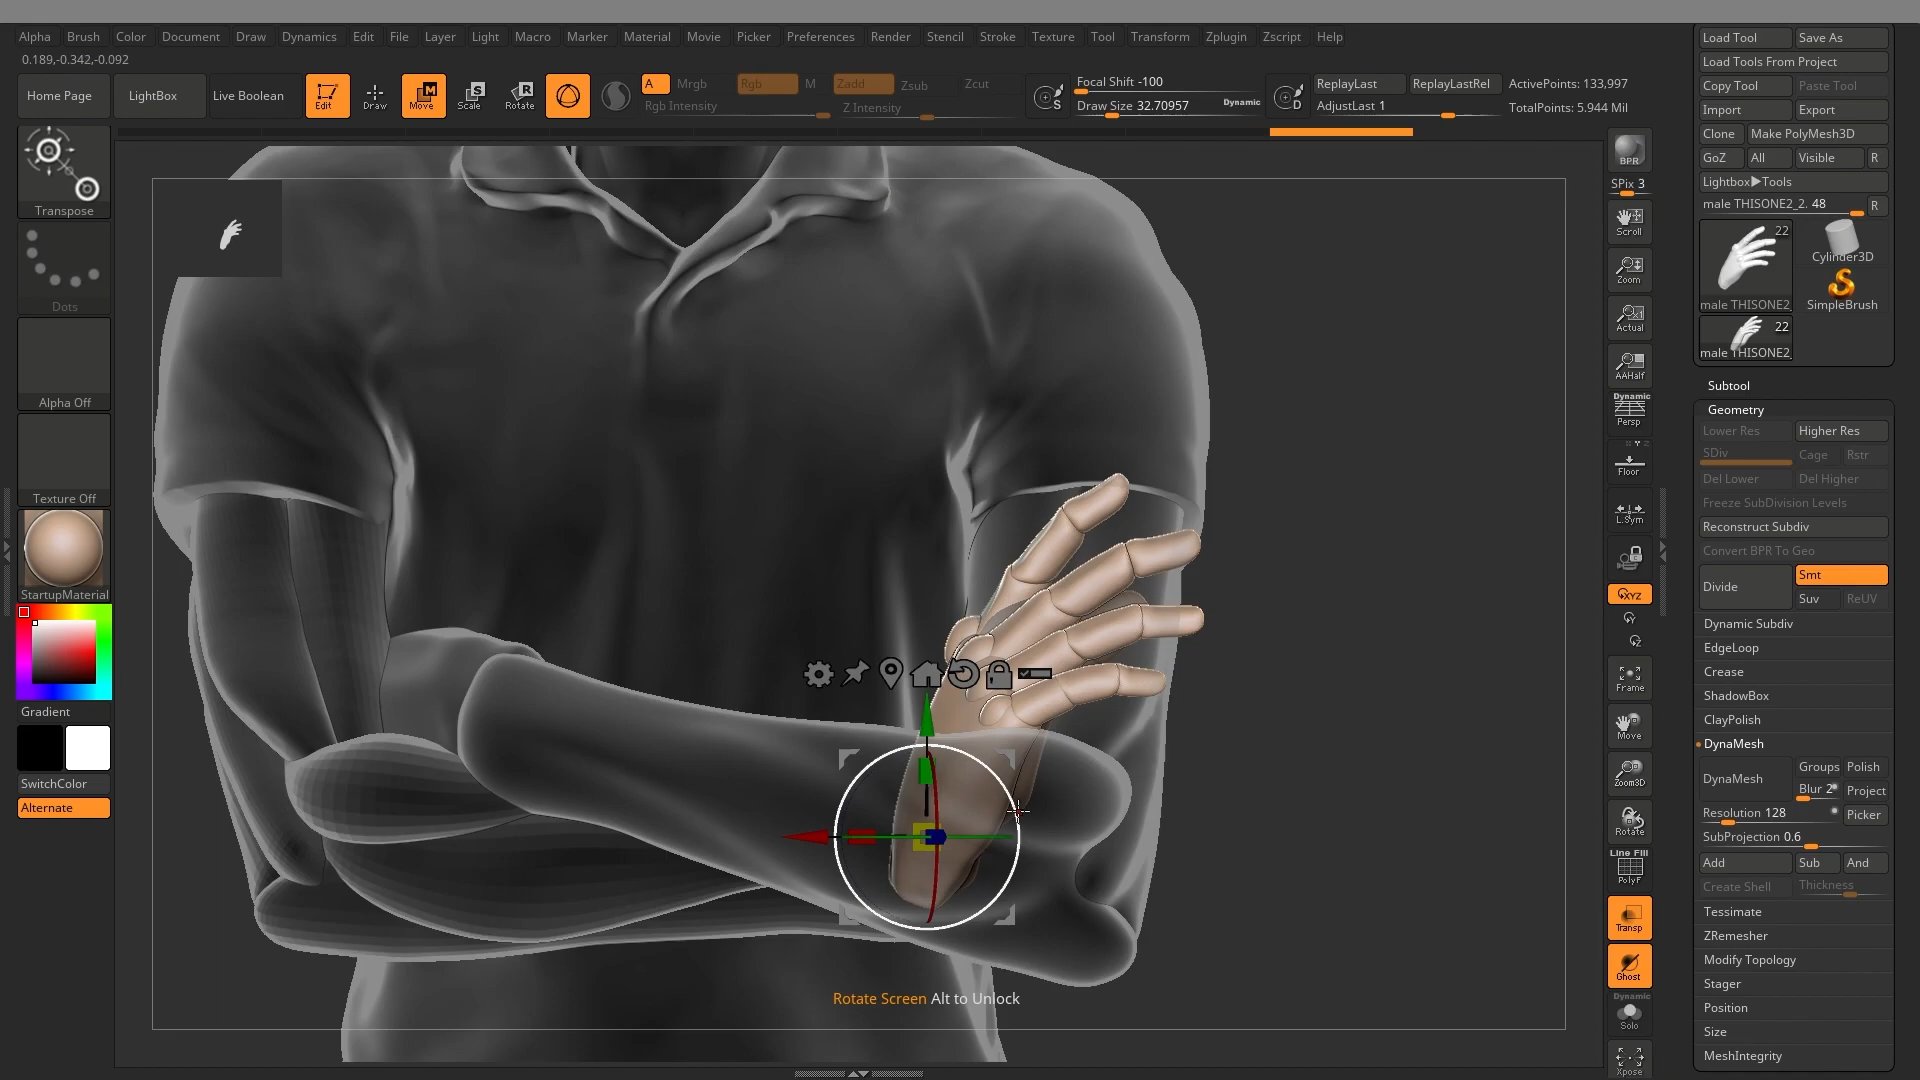 Alpha Brush Color Document Draw Dynamics Edit File Layer Light Macro Marker Material Movie Picker Preferences Render Stencil Stroke Texture Tool Transform Zplugin Zscript Help
0.189,-0.342,-0.092
Home Page LightBox Live Boolean Edit Draw Move Scale Rotate
A Mrgb Rgb M Zadd Zsub Zcut
Rgb Intensity Z Intensity
Focal Shift -100
Draw Size 32.70957 Dynamic
ReplayLast ReplayLastRel ActivePoints: 133,997
AdjustLast 1 TotalPoints: 5.944 Mil
Transpose
Dots
Alpha Off
Texture Off
StartupMaterial
Gradient
SwitchColor
Alternate
Rotate Screen Alt to Unlock
BPR
SPix 3
Scroll
Zoom
Actual
AAHalf
Dynamic
Persp
Floor
L.Sym
XYZ
Frame
Move
Zoom3D
Rotate
Line Fill
PolyF
Transp
Ghost
Dynamic
Solo
Xpose
Load Tool Save As
Load Tools From Project
Copy Tool Paste Tool
Import Export
Clone Make PolyMesh3D
GoZ All Visible R
Lightbox▶Tools
male THISONE2_2. 48 R
22
Cylinder3D
male THISONE2_ SimpleBrush
22
male THISONE2_
Subtool
Geometry
Lower Res Higher Res
SDiv Cage Rstr
Del Lower Del Higher
Freeze SubDivision Levels
Reconstruct Subdiv
Convert BPR To Geo
Divide Smt
Suv ReUV
Dynamic Subdiv
EdgeLoop
Crease
ShadowBox
ClayPolish
DynaMesh
DynaMesh Groups Polish
Blur 2 Project
Resolution 128 Picker
SubProjection 0.6
Add Sub And
Create Shell Thickness
Tessimate
ZRemesher
Modify Topology
Stager
Position
Size
MeshIntegrity